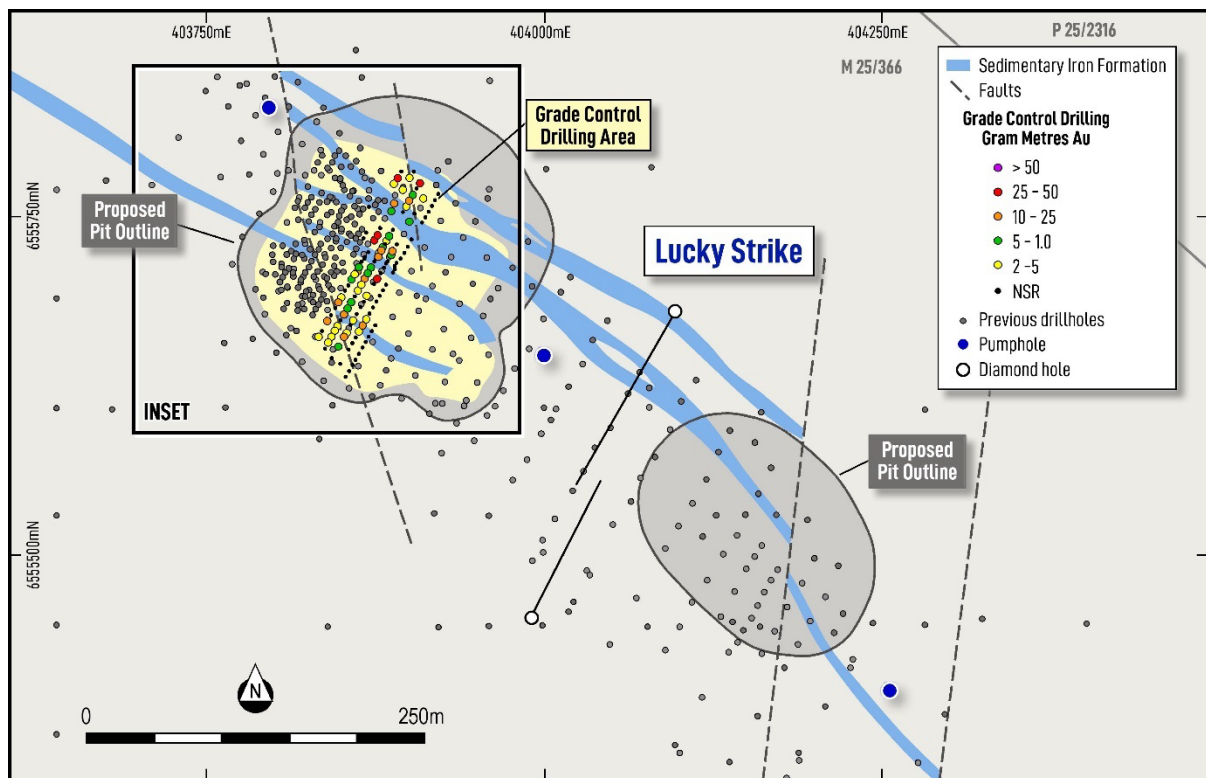 403750mE
404000mE
404250mE
P 25/2316
M 25/366
6555750mN
6555500mN
Grade Control
Drilling Area
Proposed
Pit Outline
Lucky Strike
INSET
Proposed
Pit Outline
N
0
250m
Sedimentary Iron Formation
Faults
Grade Control Drilling
Gram Metres Au
> 50
25 - 50
10 - 25
5 - 1.0
2 -5
NSR
Previous drillholes
Pumphole
Diamond hole